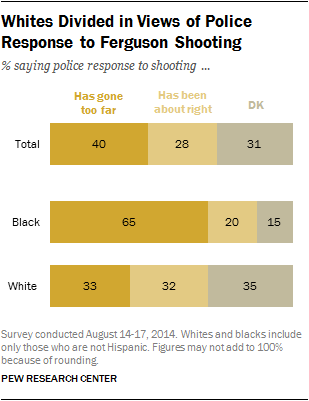 Whites Divided in Views of Police
Response to Ferguson Shooting
% saying police response to shooting ...
Has gone too far
Has been about right
DK
Total 40 28 31
Black 65 20 15
White 33 32 35
Survey conducted August 14-17, 2014. Whites and blacks include
only those who are not Hispanic. Figures may not add to 100%
because of rounding.
PEW RESEARCH CENTER